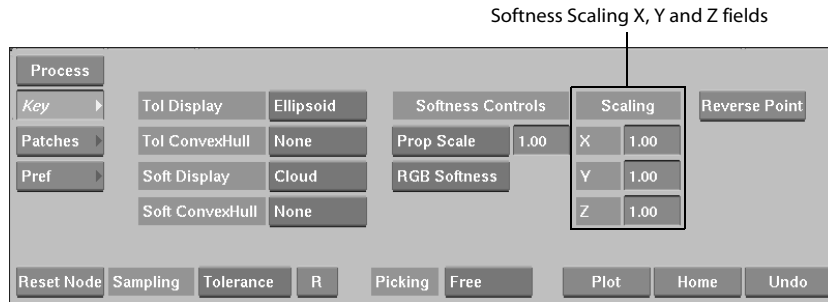 Softness Scaling X, Y and Z fields
Process
Key Tol Display Ellipsoid Softness Controls Scaling Reverse Point
Patches Tol ConvexHull None Prop Scale 1.00 X 1.00
Pref Soft Display Cloud RGB Softness Y 1.00
Soft ConvexHull None Z 1.00
Reset Node Sampling Tolerance R Picking Free Plot Home Undo